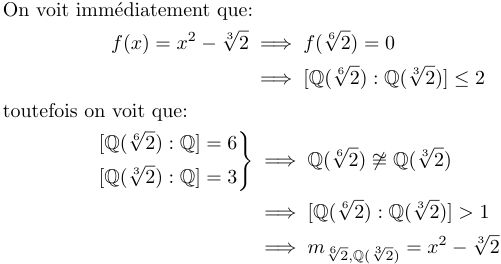 On voit immédiatement que:
f(x) = x² − ∛2 ⟹ f(⁶√2) = 0
⟹ [ℚ(⁶√2) : ℚ(∛2)] ≤ 2
toutefois on voit que:
[ℚ(⁶√2) : ℚ] = 6
[ℚ(∛2) : ℚ] = 3 } ⟹ ℚ(⁶√2) ≇ ℚ(∛2)
⟹ [ℚ(⁶√2) : ℚ(∛2)] > 1
⟹ m_{⁶√2,ℚ(∛2)} = x² − ∛2